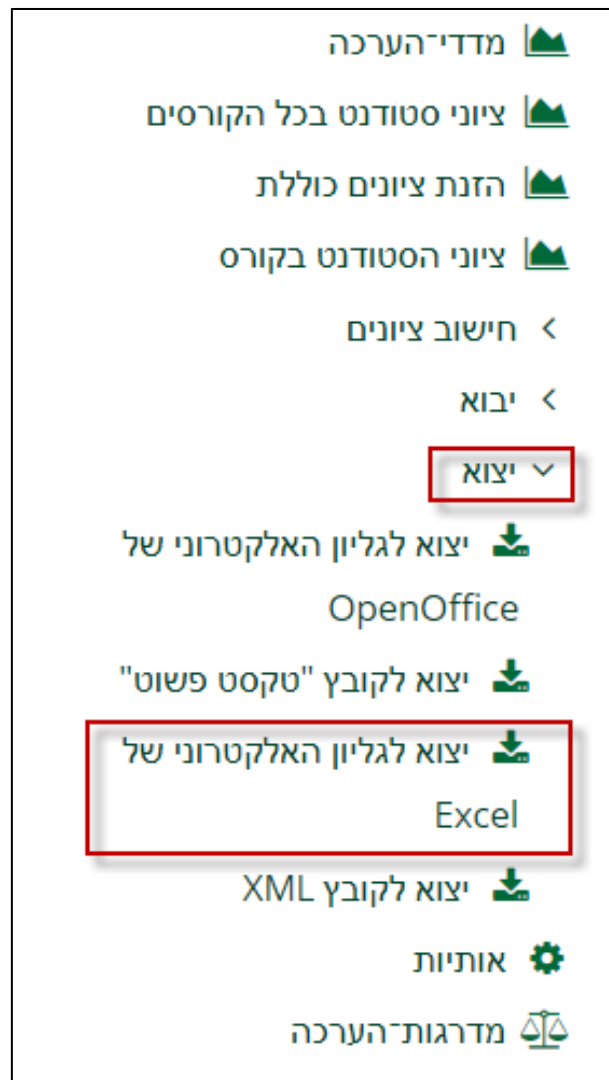 מדדי־הערכה
ציוני סטודנט בכל הקורסים
הזנת ציונים כוללת
ציוני הסטודנט בקורס
חישוב ציונים
יבוא
יצוא
יצוא לגליון האלקטרוני של
OpenOffice
יצוא לקובץ "טקסט פשוט"
יצוא לגליון האלקטרוני של
Excel
יצוא לקובץ XML
אותיות
מדרגות־הערכה